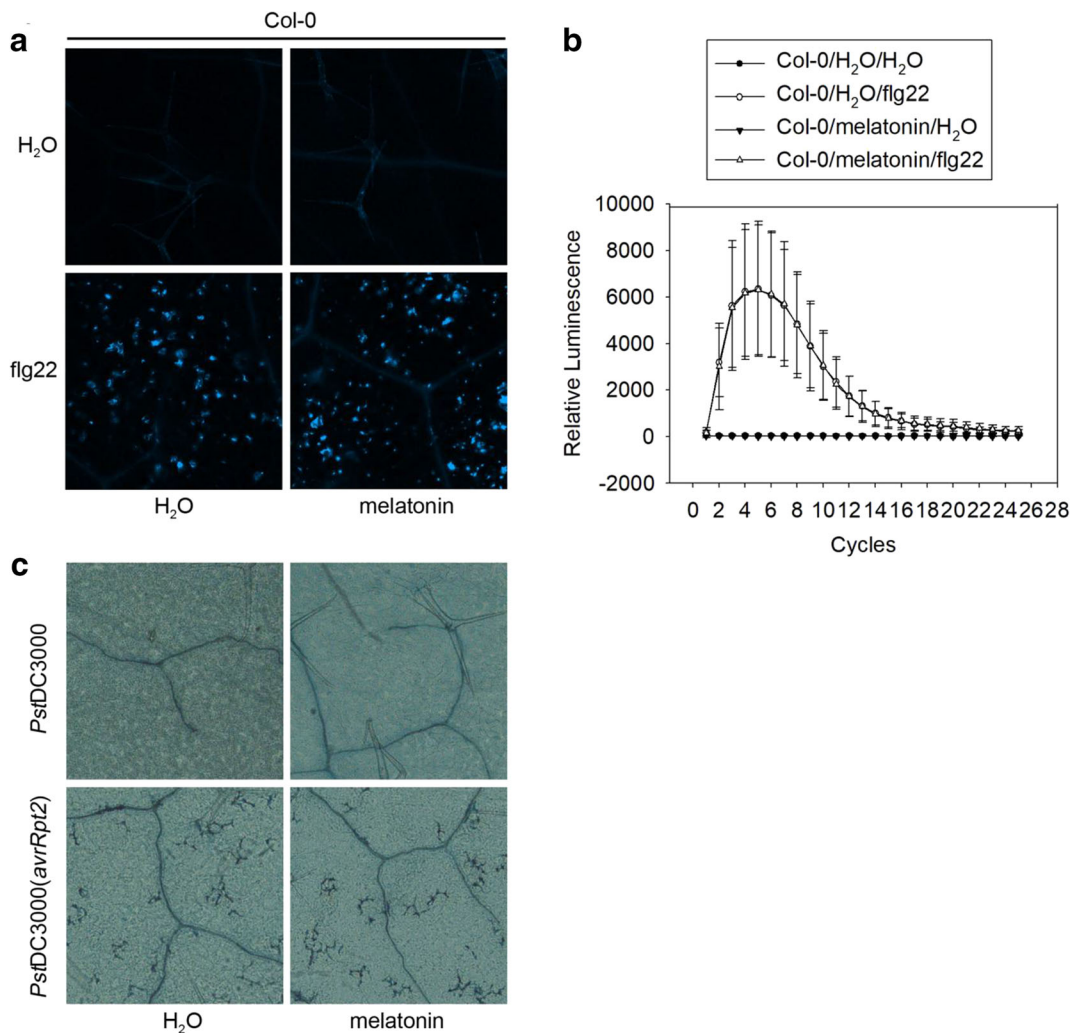 Col-0
a
H₂O
flg22
H₂O melatonin
b
Col-0/H₂O/H₂O
Col-0/H₂O/flg22
Col-0/melatonin/H₂O
Col-0/melatonin/flg22
10000
8000
6000
4000
2000
0
-2000
Relative Luminescence
0 2 4 6 8 10 12 14 16 18 20 22 24 26 28
Cycles
c
PstDC3000
PstDC3000(avrRpt2)
H₂O melatonin